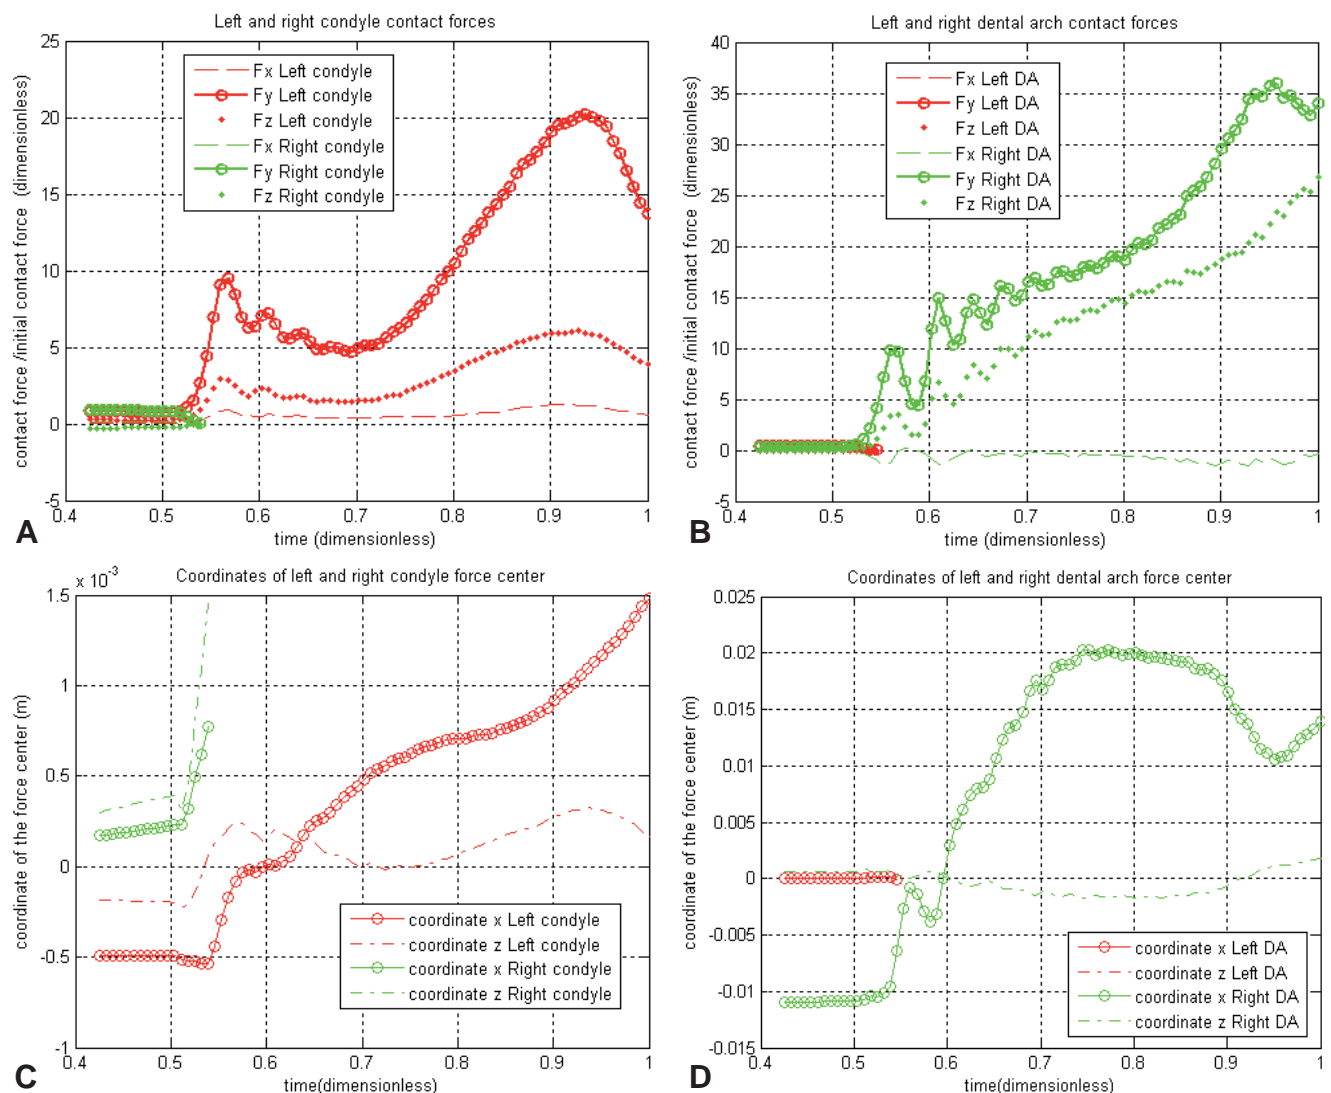 Left and right condyle contact forces
25
20
15
10
5
0
-5
0.4 0.5 0.6 0.7 0.8 0.9 1
contact force /initial contact force (dimensionless)
time (dimensionless)
Fx Left condyle
Fy Left condyle
Fz Left condyle
Fx Right condyle
Fy Right condyle
Fz Right condyle
A
Left and right dental arch contact forces
40
35
30
25
20
15
10
5
0
-5
0.4 0.5 0.6 0.7 0.8 0.9 1
contact force /initial contact force (dimensionless)
time (dimensionless)
Fx Left DA
Fy Left DA
Fz Left DA
Fx Right DA
Fy Right DA
Fz Right DA
B
x 10-3
Coordinates of left and right condyle force center
1.5
1
0.5
0
-0.5
-1
0.4 0.5 0.6 0.7 0.8 0.9 1
coordinate of the force center (m)
time(dimensionless)
coordinate x Left condyle
coordinate z Left condyle
coordinate x Right condyle
coordinate z Right condyle
C
Coordinates of left and right dental arch force center
0.025
0.02
0.015
0.01
0.005
0
-0.005
-0.01
-0.015
0.4 0.5 0.6 0.7 0.8 0.9 1
coordinate of the force center (m)
time(dimensionless)
coordinate x Left DA
coordinate z Left DA
coordinate x Right DA
coordinate z Right DA
D